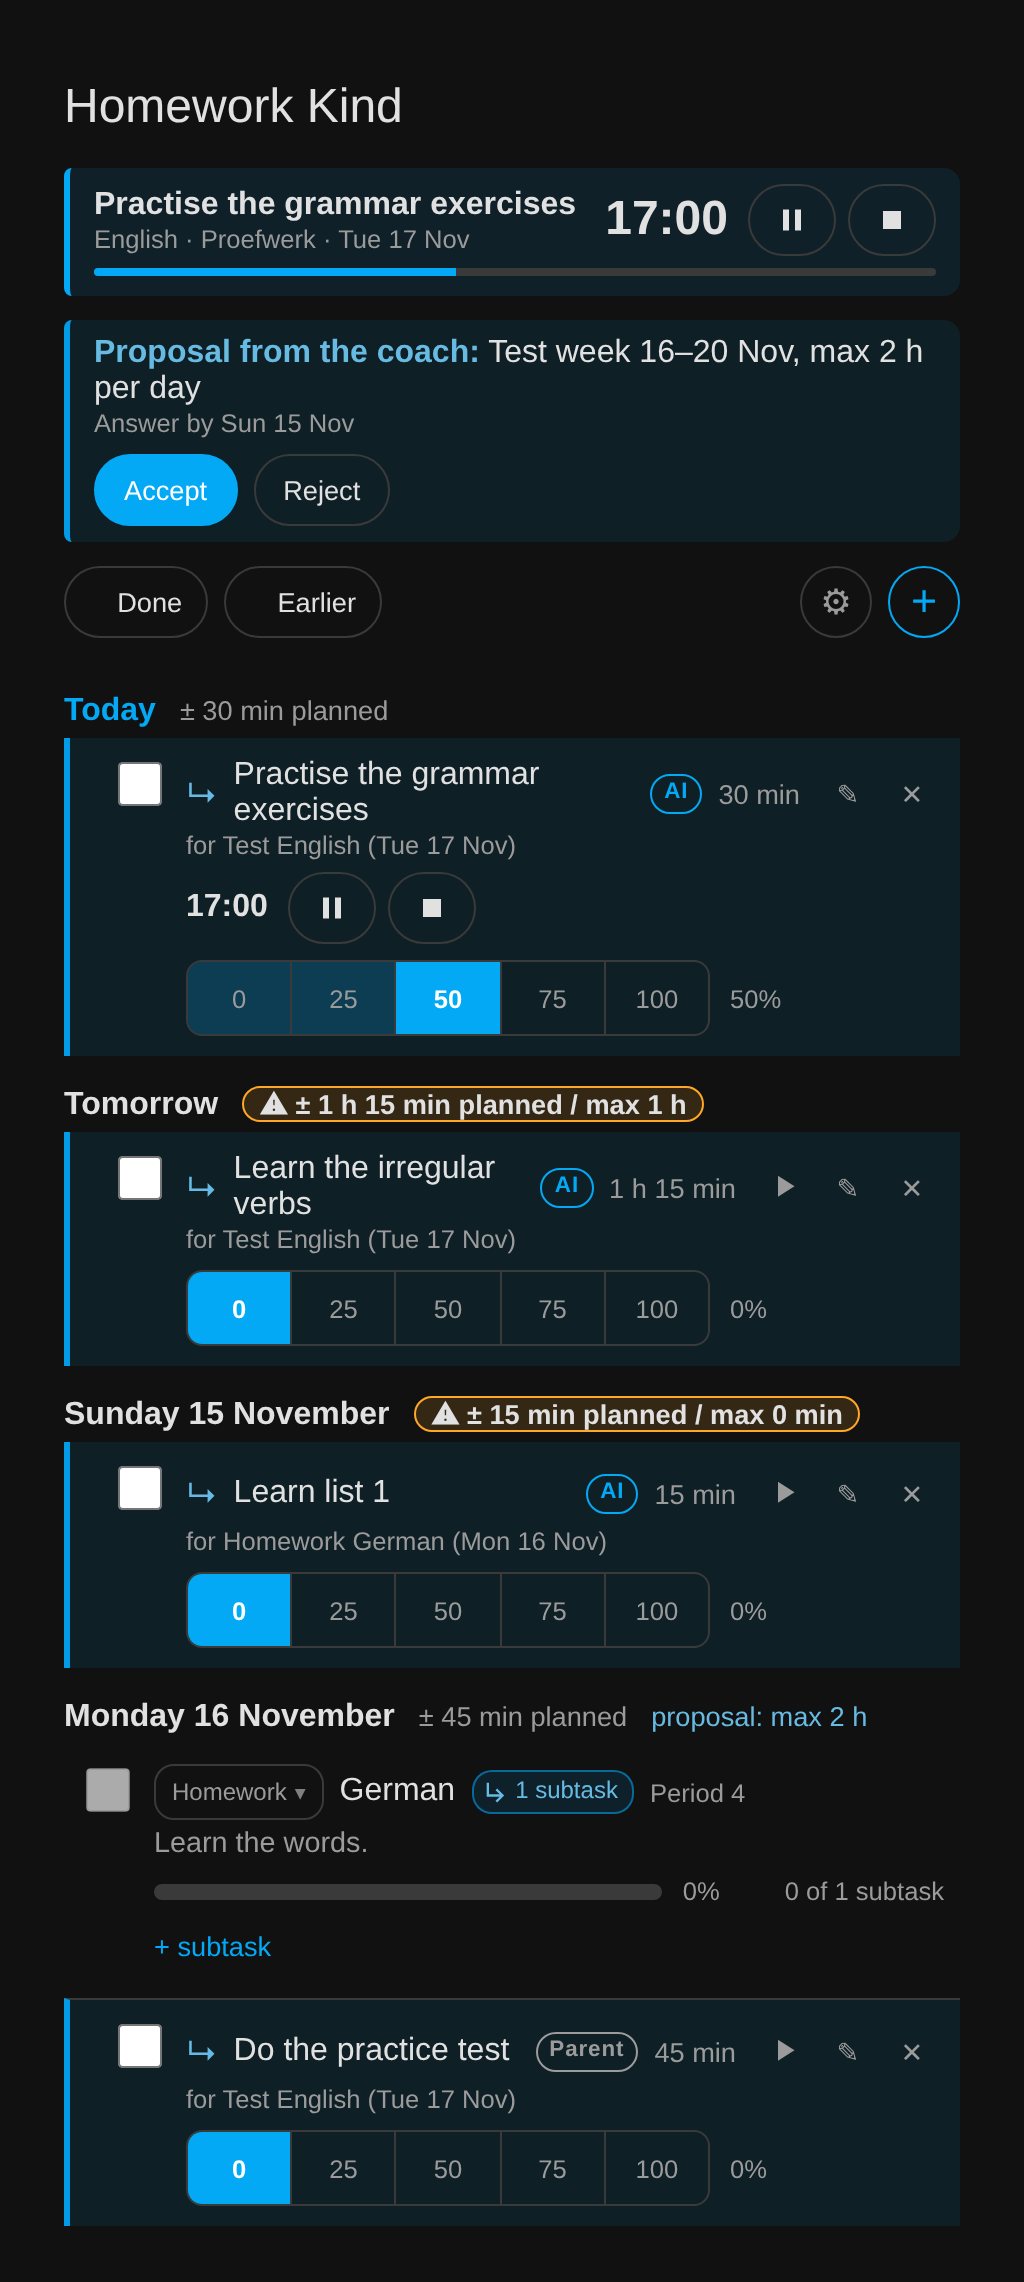 Homework Kind
Practise the grammar exercises
17:00
English · Proefwerk · Tue 17 Nov
Proposal from the coach: Test week 16–20 Nov, max 2 h
per day
Answer by Sun 15 Nov
Accept
Reject
Done
Earlier
Today ± 30 min planned
Practise the grammar
exercises
AI 30 min
for Test English (Tue 17 Nov)
17:00
0 25 50 75 100 50%
Tomorrow ± 1 h 15 min planned / max 1 h
Learn the irregular
verbs
AI 1 h 15 min
for Test English (Tue 17 Nov)
0 25 50 75 100 0%
Sunday 15 November ± 15 min planned / max 0 min
Learn list 1 AI 15 min
for Homework German (Mon 16 Nov)
0 25 50 75 100 0%
Monday 16 November ± 45 min planned proposal: max 2 h
Homework German 1 subtask Period 4
Learn the words.
0% 0 of 1 subtask
+ subtask
Do the practice test Parent 45 min
for Test English (Tue 17 Nov)
0 25 50 75 100 0%